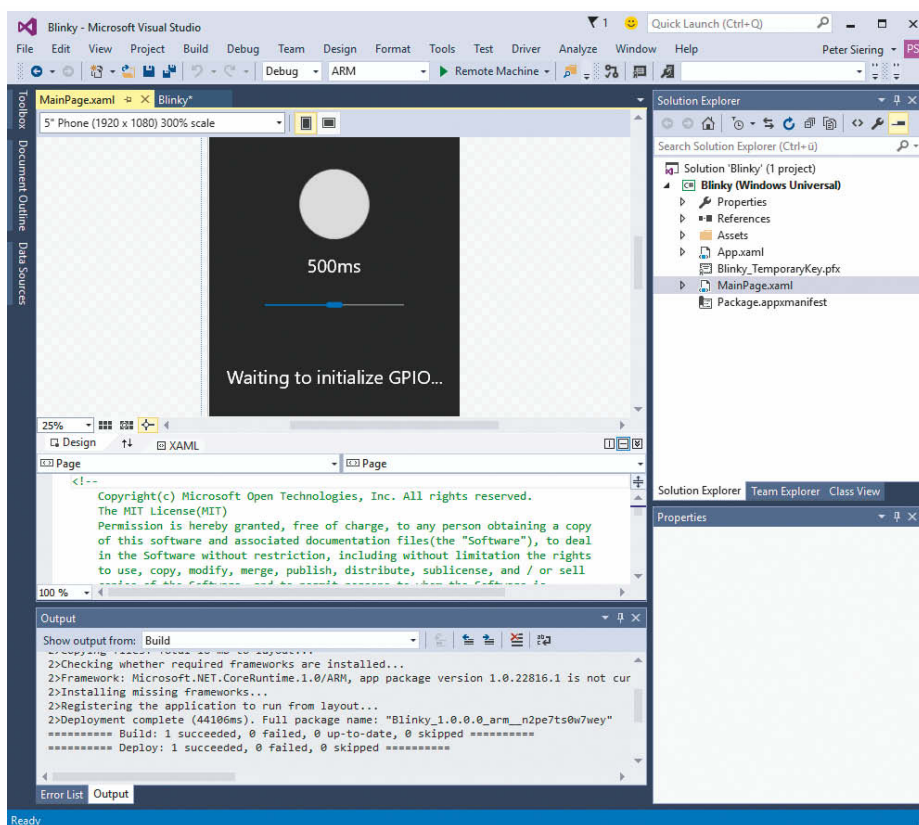 Blinky - Microsoft Visual Studio
1
Quick Launch (Ctrl+Q)
File Edit View Project Build Debug Team Design Format Tools Test Driver Analyze Window Help
Peter Siering
PS
Debug ARM Remote Machine
Toolbox
Document Outline
Data Sources
MainPage.xaml
Blinky*
5" Phone (1920 x 1080) 300% scale
500ms
Waiting to initialize GPIO...
25%
Design
XAML
Page
Page
<!--
Copyright(c) Microsoft Open Technologies, Inc. All rights reserved.
The MIT License(MIT)
Permission is hereby granted, free of charge, to any person obtaining a copy
of this software and associated documentation files(the "Software"), to deal
in the Software without restriction, including without limitation the rights
to use, copy, modify, merge, publish, distribute, sublicense, and / or sell
100 %
Output
Show output from: Build
2>Checking whether required frameworks are installed...
2>Framework: Microsoft.NET.CoreRuntime.1.0/ARM, app package version 1.0.22816.1 is not cur
2>Installing missing frameworks...
2>Registering the application to run from layout...
2>Deployment complete (44106ms). Full package name: "Blinky_1.0.0.0_arm__n2pe7ts0w7wey"
========== Build: 1 succeeded, 0 failed, 0 up-to-date, 0 skipped ==========
========== Deploy: 1 succeeded, 0 failed, 0 skipped ==========
Error List Output
Ready
Solution Explorer
Search Solution Explorer (Ctrl+ü)
Solution 'Blinky' (1 project)
C# Blinky (Windows Universal)
Properties
References
Assets
App.xaml
Blinky_TemporaryKey.pfx
MainPage.xaml
Package.appxmanifest
Solution Explorer Team Explorer Class View
Properties